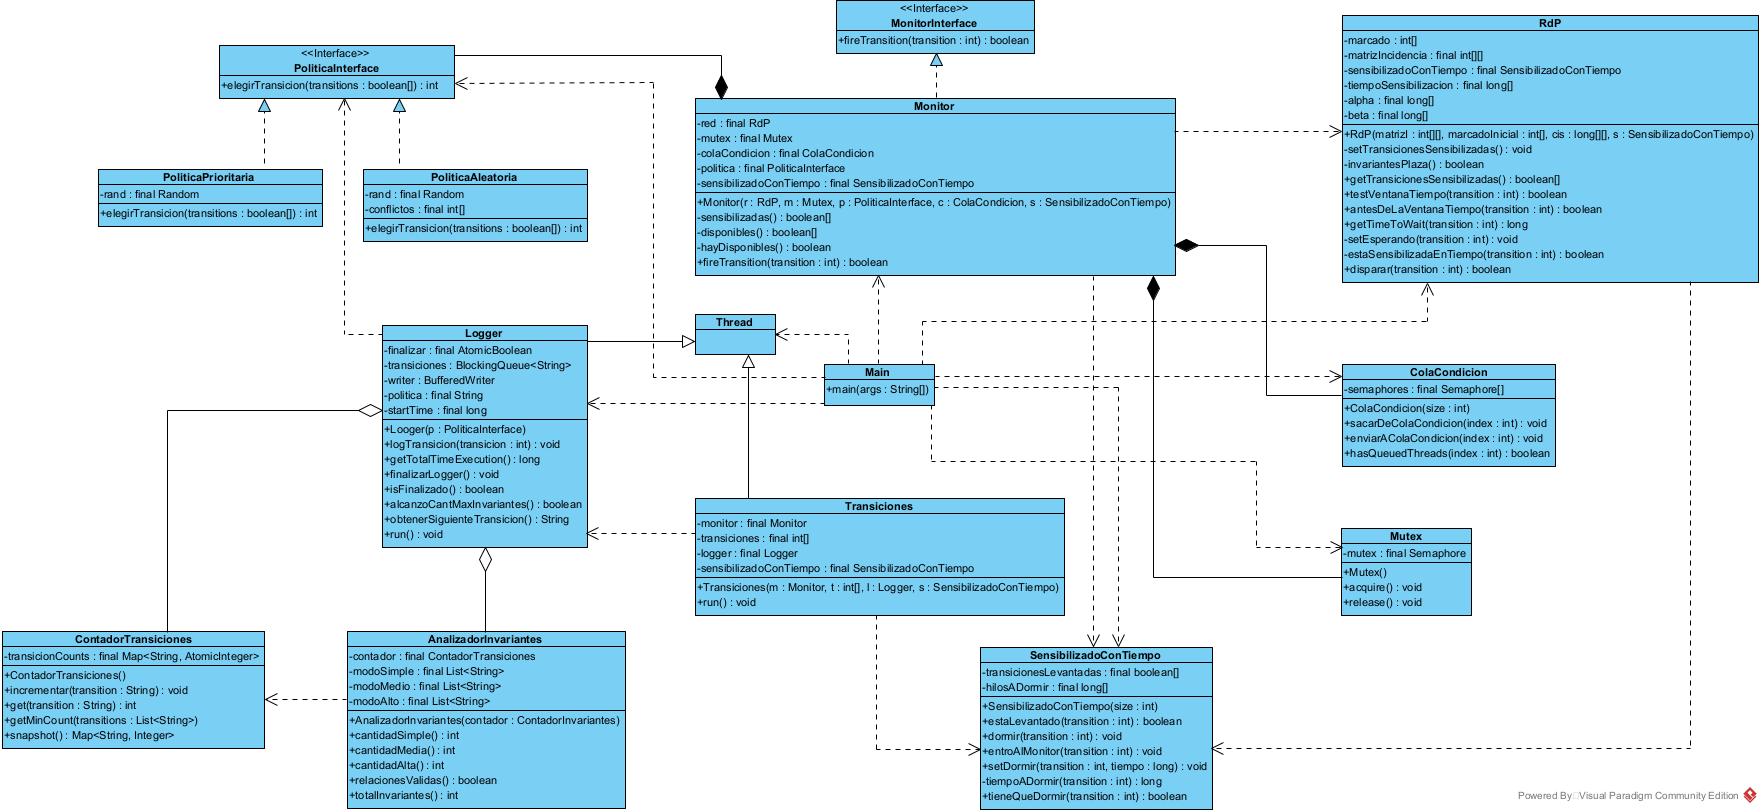 <<Interface>>
MonitorInterface
+fireTransition(transition : int) : boolean
<<Interface>>
PoliticaInterface
+elegirTransicion(transitions : boolean[]) : int
RdP
-marcado : int[]
-matrizIncidencia : final int[][]
-sensibilizadoConTiempo : final SensibilizadoConTiempo
-tiempoSensibilizacion : final long[]
-alpha : final long[]
-beta : final long[]
+RdP(matrizI : int[][], marcadoInicial : int[], cis : long[][], s : SensibilizadoConTiempo)
-setTransicionesSensibilizadas() : void
-invariantesPlaza() : boolean
+getTransicionesSensibilizadas() : boolean[]
+testVentanaTiempo(transition : int) : boolean
+antesDeLaVentanaTiempo(transition : int) : boolean
+getTimeToWait(transition : int) : long
-setEsperando(transition : int) : void
-estaSensibilizadaEnTiempo(transition : int) : boolean
+disparar(transition : int) : boolean
Monitor
-red : final RdP
-mutex : final Mutex
-colaCondicion : final ColaCondicion
-politica : final PoliticaInterface
-sensibilizadoConTiempo : final SensibilizadoConTiempo
+Monitor(r : RdP, m : Mutex, p : PoliticaInterface, c : ColaCondicion, s : SensibilizadoConTiempo)
-sensibilizadas() : boolean[]
-disponibles() : boolean[]
-hayDisponibles() : boolean
+fireTransition(transition : int) : boolean
PoliticaPrioritaria
-rand : final Random
+elegirTransicion(transitions : boolean[]) : int
PoliticaAleatoria
-rand : final Random
-conflictos : final int[]
+elegirTransicion(transitions : boolean[]) : int
Logger
-finalizar : final AtomicBoolean
-transiciones : BlockingQueue<String>
-writer : BufferedWriter
-politica : final String
-startTime : final long
+Looger(p : PoliticaInterface)
+logTransicion(transicion : int) : void
+getTotalTimeExecution() : long
+finalizarLogger() : void
+isFinalizado() : boolean
+alcanzoCantMaxInvariantes() : boolean
+obtenerSiguienteTransicion() : String
+run() : void
Thread
Main
+main(args : String[])
ColaCondicion
-semaphores : final Semaphore[]
+ColaCondicion(size : int)
+sacarDeColaCondicion(index : int) : void
+enviarAColaCondicion(index : int) : void
+hasQueuedThreads(index : int) : boolean
Transiciones
-monitor : final Monitor
-transiciones : final int[]
-logger : final Logger
-sensibilizadoConTiempo : final SensibilizadoConTiempo
+Transiciones(m : Monitor, t : int[], l : Logger, s : SensibilizadoConTiempo)
+run() : void
Mutex
-mutex : final Semaphore
+Mutex()
+acquire() : void
+release() : void
ContadorTransiciones
-transicionCounts : final Map<String, AtomicInteger>
+ContadorTransiciones()
+incrementar(transition : String) : void
+get(transition : String) : int
+getMinCount(transitions : List<String>)
+snapshot() : Map<String, Integer>
AnalizadorInvariantes
-contador : final ContadorTransiciones
-modoSimple : final List<String>
-modoMedio : final List<String>
-modoAlto : final List<String>
+AnalizadorInvariantes(contador : ContadorInvariantes)
+cantidadSimple() : int
+cantidadMedia() : int
+cantidadAlta() : int
+relacionesValidas() : boolean
+totalInvariantes() : int
SensibilizadoConTiempo
-transicionesLevantadas : final boolean[]
-hilosADormir : final long[]
+SensibilizadoConTiempo(size : int)
+estaLevantado(transition : int) : boolean
+dormir(transition : int) : void
+entroAlMonitor(transition : int) : void
+setDormir(transition : int, tiempo : long) : void
-tiempoADormir(transition : int) : long
+tieneQueDormir(transition : int) : boolean
Powered By Visual Paradigm Community Edition